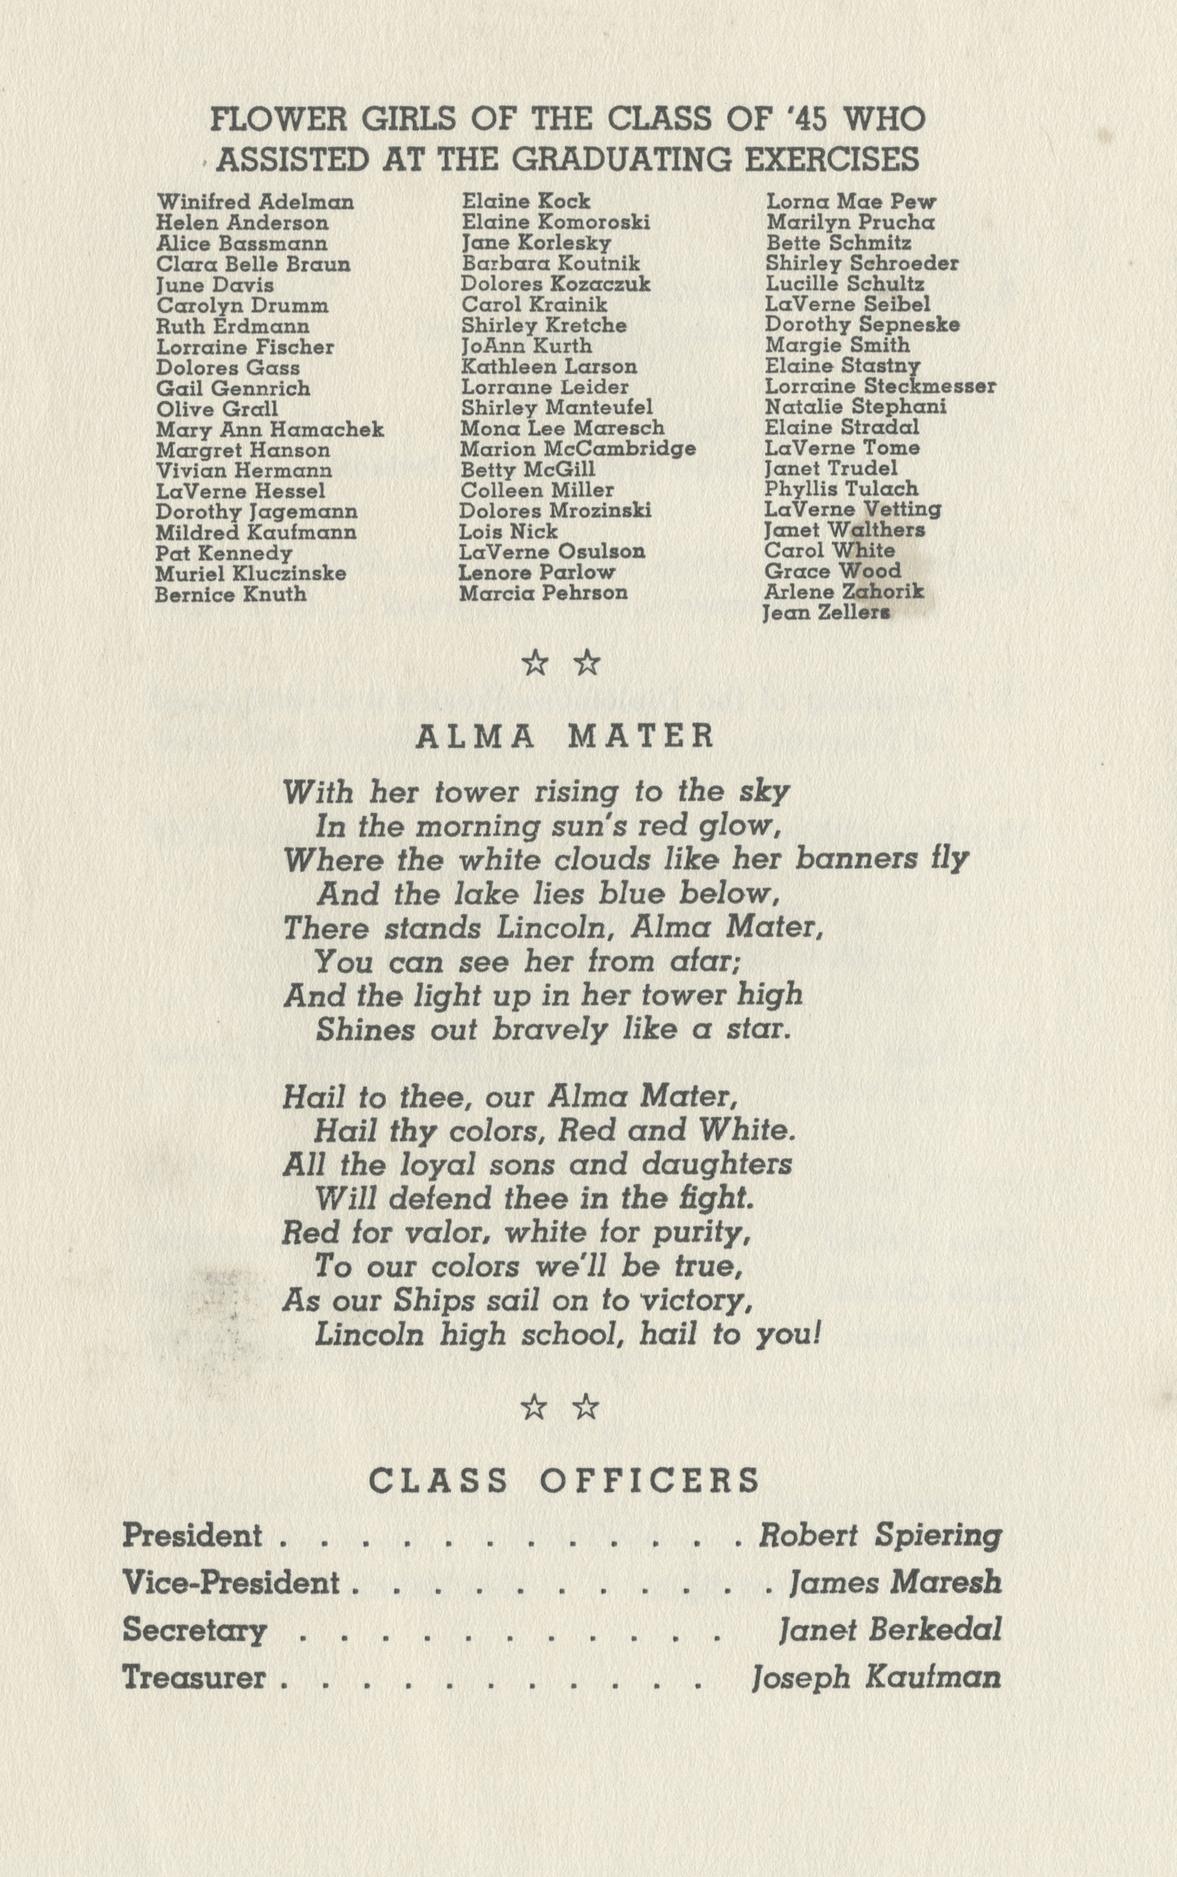 FLOWER GIRLS OF THE CLASS OF '45 WHO
ASSISTED AT THE GRADUATING EXERCISES
Winifred Adelman
Helen Anderson
Alice Bassmann
Clara Belle Braun
June Davis
Carolyn Drumm
Ruth Erdmann
Lorraine Fischer
Dolores Gass
Gail Gennrich
Olive Grall
Mary Ann Hamachek
Margret Hanson
Vivian Hermann
LaVerne Hessel
Dorothy Jagemann
Mildred Kaufmann
Pat Kennedy
Muriel Kluczinske
Bernice Knuth
Elaine Kock
Elaine Komoroski
Jane Korlesky
Barbara Koutnik
Dolores Kozaczuk
Carol Krainik
Shirley Kretche
JoAnn Kurth
Kathleen Larson
Lorraine Leider
Shirley Manteufel
Mona Lee Maresch
Marion McCambridge
Betty McGill
Colleen Miller
Dolores Mrozinski
Lois Nick
LaVerne Osulson
Lenore Parlow
Marcia Pehrson
Lorna Mae Pew
Marilyn Prucha
Bette Schmitz
Shirley Schroeder
Lucille Schultz
LaVerne Seibel
Dorothy Sepneske
Margie Smith
Elaine Stastny
Lorraine Steckmesser
Natalie Stephani
Elaine Stradal
LaVerne Tome
Janet Trudel
Phyllis Tulach
LaVerne Vetting
Janet Walthers
Carol White
Grace Wood
Arlene Zahorik
Jean Zellers
☆ ☆
ALMA MATER
With her tower rising to the sky
In the morning sun's red glow,
Where the white clouds like her banners fly
And the lake lies blue below,
There stands Lincoln, Alma Mater,
You can see her from afar;
And the light up in her tower high
Shines out bravely like a star.
Hail to thee, our Alma Mater,
Hail thy colors, Red and White.
All the loyal sons and daughters
Will defend thee in the fight.
Red for valor, white for purity,
To our colors we'll be true,
As our Ships sail on to victory,
Lincoln high school, hail to you!
☆ ☆
CLASS OFFICERS
President . . . . . . . . . . . . Robert Spiering
Vice-President . . . . . . . . . . . James Maresh
Secretary . . . . . . . . . . . Janet Berkedal
Treasurer . . . . . . . . . . . Joseph Kaufman